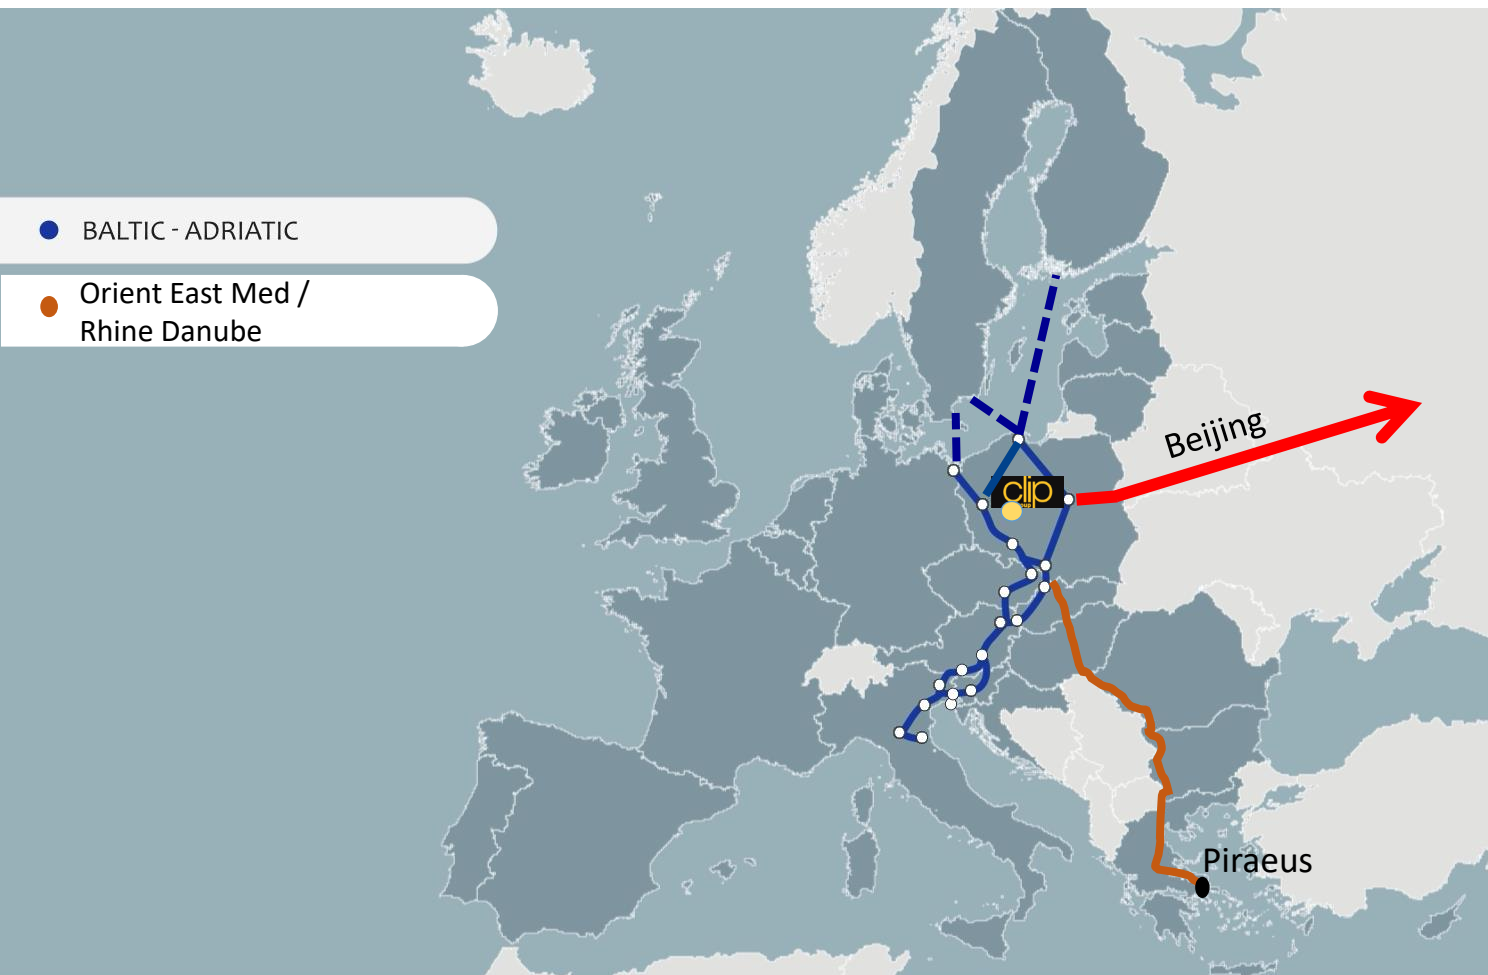 BALTIC - ADRIATIC
Orient East Med /
Rhine Danube
Beijing
clip
Piraeus